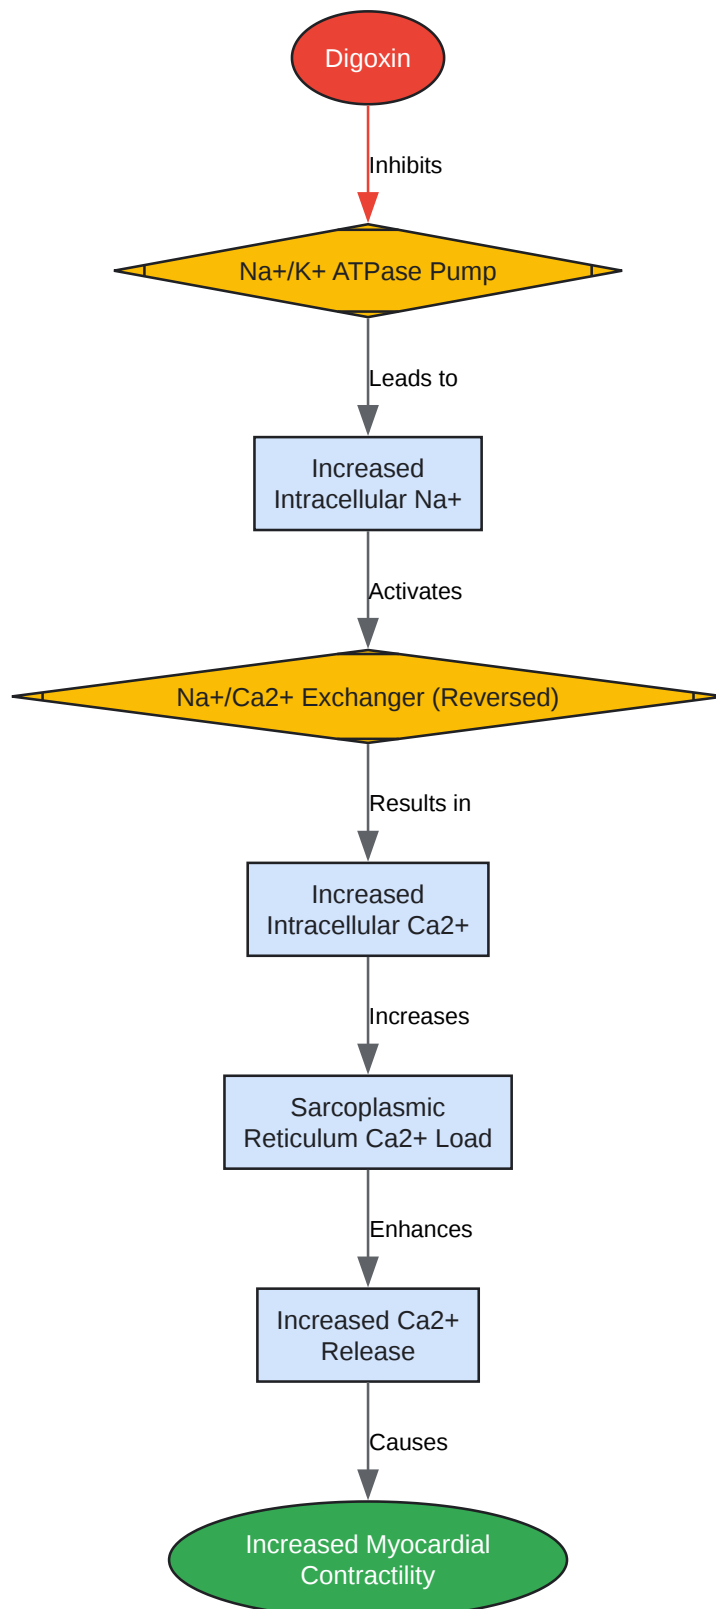 Digoxin
Inhibits
Na+/K+ ATPase Pump
Leads to
Increased
Intracellular Na+
Activates
Na+/Ca2+ Exchanger (Reversed)
Results in
Increased
Intracellular Ca2+
Increases
Sarcoplasmic
Reticulum Ca2+ Load
Enhances
Increased Ca2+
Release
Causes
Increased Myocardial
Contractility